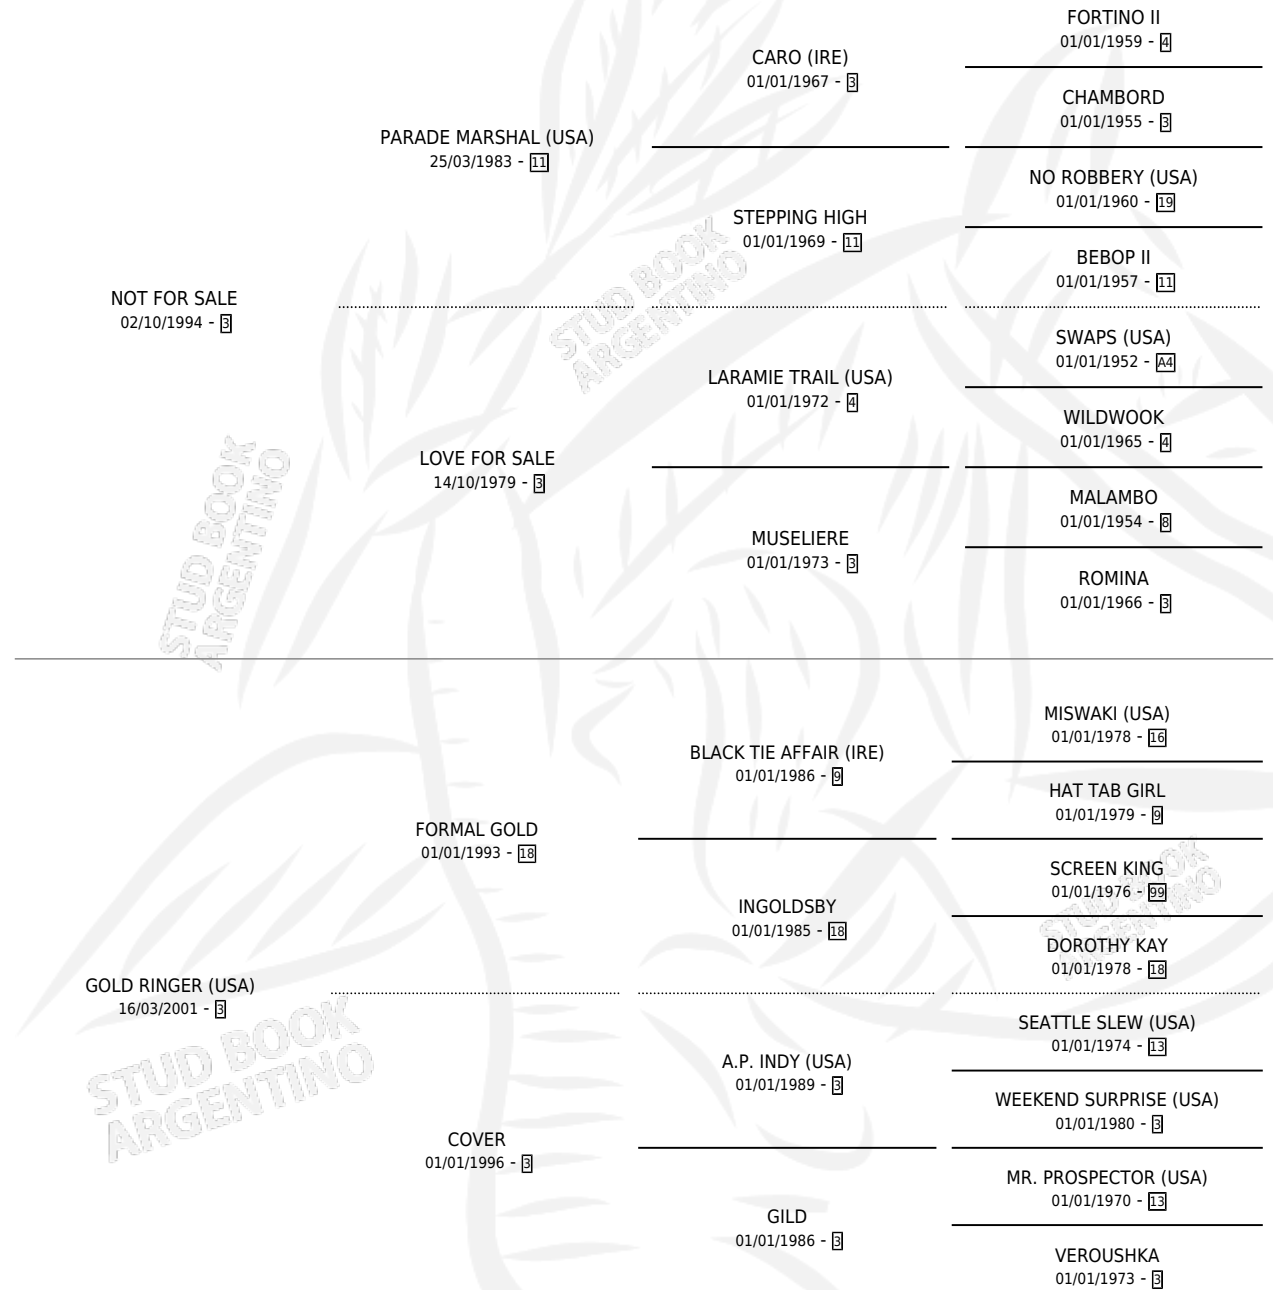 FORTINO II
01/01/1959 - 4
CARO (IRE)
01/01/1967 - 3
CHAMBORD
01/01/1955 - 3
PARADE MARSHAL (USA)
25/03/1983 - 11
NO ROBBERY (USA)
01/01/1960 - 19
STEPPING HIGH
01/01/1969 - 11
BEBOP II
01/01/1957 - 11
NOT FOR SALE
02/10/1994 - 3
SWAPS (USA)
01/01/1952 - A4
LARAMIE TRAIL (USA)
01/01/1972 - 4
WILDWOOK
01/01/1965 - 4
LOVE FOR SALE
14/10/1979 - 3
MALAMBO
01/01/1954 - 8
MUSELIERE
01/01/1973 - 3
ROMINA
01/01/1966 - 3
STUD BOOK
ARGENTINO
STUD BOOK
ARGENTINO
MISWAKI (USA)
01/01/1978 - 16
BLACK TIE AFFAIR (IRE)
01/01/1986 - 9
HAT TAB GIRL
01/01/1979 - 9
FORMAL GOLD
01/01/1993 - 18
SCREEN KING
01/01/1976 - 99
INGOLDSBY
01/01/1985 - 18
DOROTHY KAY
01/01/1978 - 18
GOLD RINGER (USA)
16/03/2001 - 3
SEATTLE SLEW (USA)
01/01/1974 - 13
A.P. INDY (USA)
01/01/1989 - 3
WEEKEND SURPRISE (USA)
01/01/1980 - 3
COVER
01/01/1996 - 3
MR. PROSPECTOR (USA)
01/01/1970 - 13
GILD
01/01/1986 - 3
VEROUSHKA
01/01/1973 - 3
STUD BOOK
ARGENTINO
STUD BOOK
ARGENTINO